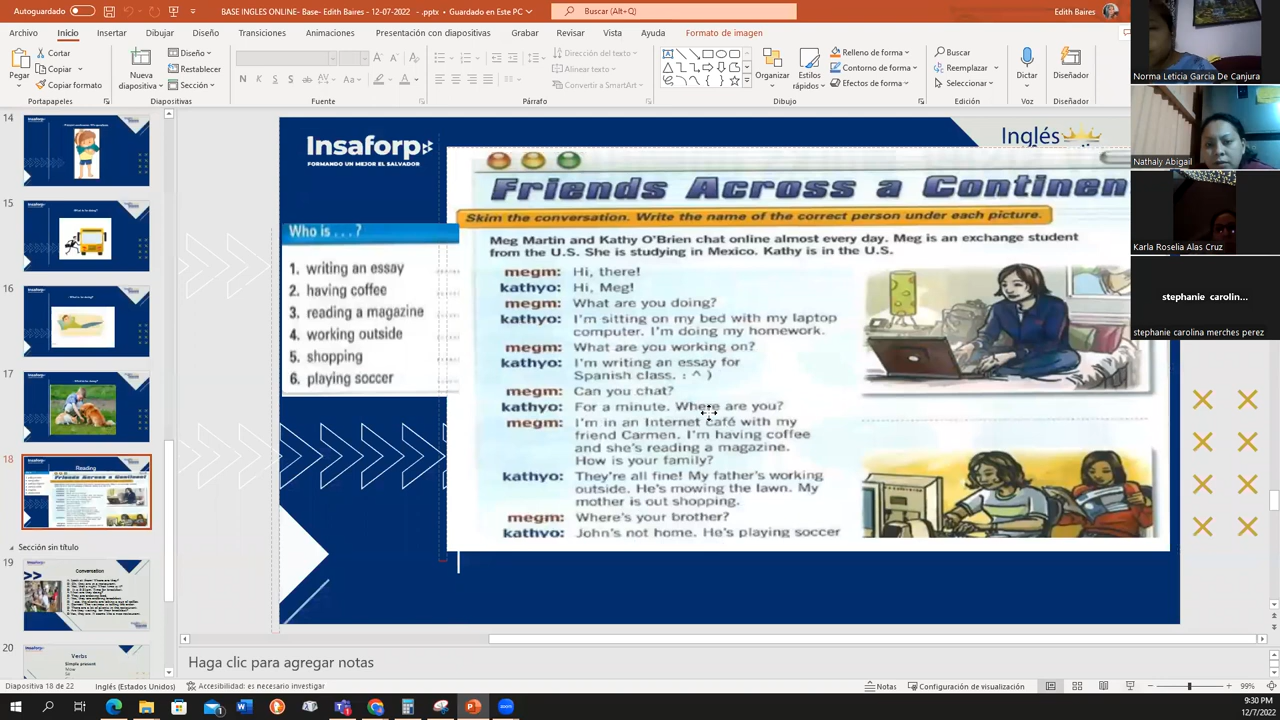 Autoguardado
BASE INGLES ONLINE- Base- Edith Baires - 12-07-2022 - .pptx • Guardado en Este PC
Buscar (Alt+Q)
Edith Baires
Archivo Inicio Insertar Dibujar Diseño Transiciones Animaciones Presentación con diapositivas Grabar Revisar Vista Ayuda Formato de imagen
Pegar
Cortar
Copiar
Copiar formato
Portapapeles
Nueva diapositiva
Diseño
Restablecer
Sección
Diapositivas
Fuente
Dirección del texto
Alinear texto
Convertir a SmartArt
Párrafo
Organizar
Estilos rápidos
Relleno de forma
Contorno de forma
Efectos de forma
Dibujo
Buscar
Reemplazar
Seleccionar
Edición
Dictar
Voz
Diseñador
Diseñador
Norma Leticia Garcia De Canjura
Nathaly Abigail
Karla Roselia Alas Cruz
stephanie carolin...
stephanie carolina merches perez
14
15
16
17
18
Reading
Sección sin título
19
Conversation
20
Verbs
Simple present
Insaforp
FORMANDO UN MEJOR EL SALVADOR
Inglés
Friends Across a Continen
Skim the conversation. Write the name of the correct person under each picture.
Who is . . . ?
1. writing an essay
2. having coffee
3. reading a magazine
4. working outside
5. shopping
6. playing soccer
Meg Martin and Kathy O'Brien chat online almost every day. Meg is an exchange student
from the U.S. She is studying in Mexico. Kathy is in the U.S.
megm: Hi, there!
kathyo: Hi, Meg!
megm: What are you doing?
kathyo: I'm sitting on my bed with my laptop
computer. I'm doing my homework.
megm: What are you working on?
kathyo: I'm writing an essay for
Spanish class. : ^ )
megm: Can you chat?
kathyo: For a minute. Where are you?
megm: I'm in an Internet Café with my
friend Carmen. I'm having coffee
and she's reading a magazine.
How is your family?
kathyo: They're all fine! My father's working
outside. He's mowing the lawn. My
mother is out shopping.
megm: Where's your brother?
kathyo: John's not home. He's playing soccer
Haga clic para agregar notas
Diapositiva 18 de 22
Inglés (Estados Unidos)
Accesibilidad: es necesario investigar
Notas
Configuración de visualización
99%
9:30 PM
12/7/2022